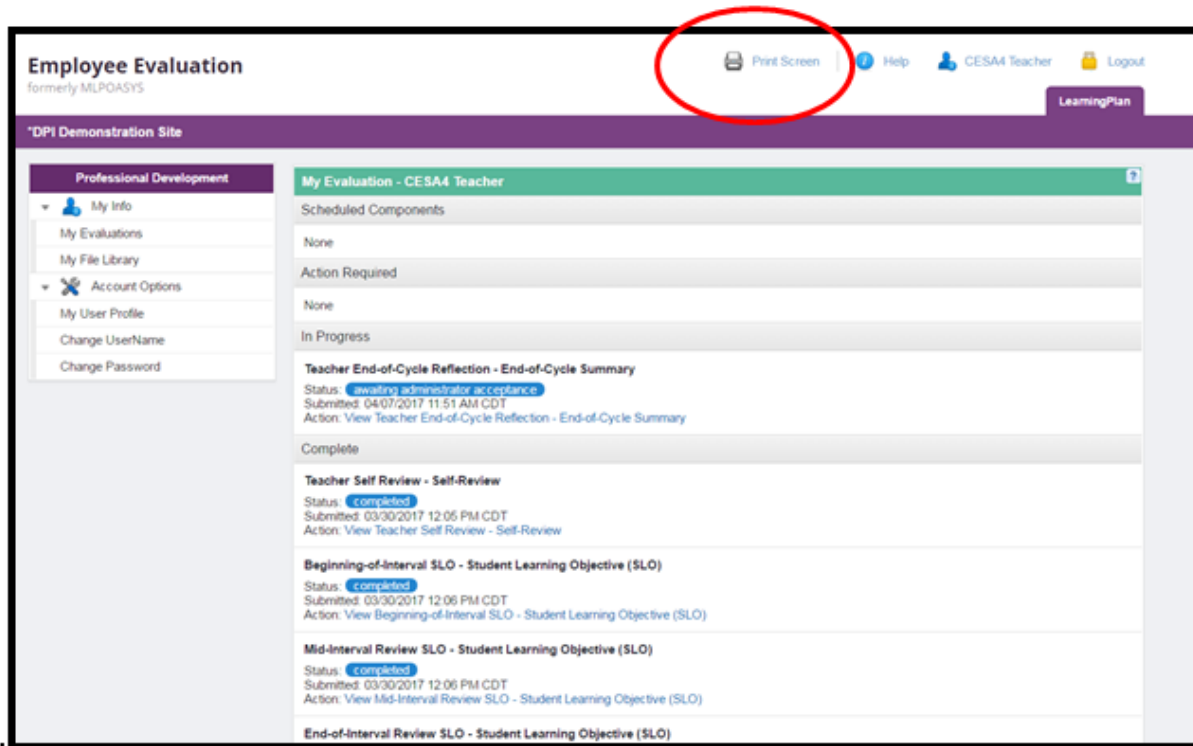 Employee Evaluation
formerly MLPOASYS
Print Screen
Help
CESA4 Teacher
Logout
LearningPlan
*DPI Demonstration Site
Professional Development
My Info
My Evaluations
My File Library
Account Options
My User Profile
Change UserName
Change Password
My Evaluation - CESA4 Teacher
?
Scheduled Components
None
Action Required
None
In Progress
Teacher End-of-Cycle Reflection - End-of-Cycle Summary
Status: awaiting administrator acceptance
Submitted: 04/07/2017 11:51 AM CDT
Action: View Teacher End-of-Cycle Reflection - End-of-Cycle Summary
Complete
Teacher Self Review - Self-Review
Status: completed
Submitted: 03/30/2017 12:05 PM CDT
Action: View Teacher Self Review - Self-Review
Beginning-of-Interval SLO - Student Learning Objective (SLO)
Status: completed
Submitted: 03/30/2017 12:06 PM CDT
Action: View Beginning-of-Interval SLO - Student Learning Objective (SLO)
Mid-Interval Review SLO - Student Learning Objective (SLO)
Status: completed
Submitted: 03/30/2017 12:06 PM CDT
Action: View Mid-Interval Review SLO - Student Learning Objective (SLO)
End-of-Interval Review SLO - Student Learning Objective (SLO)